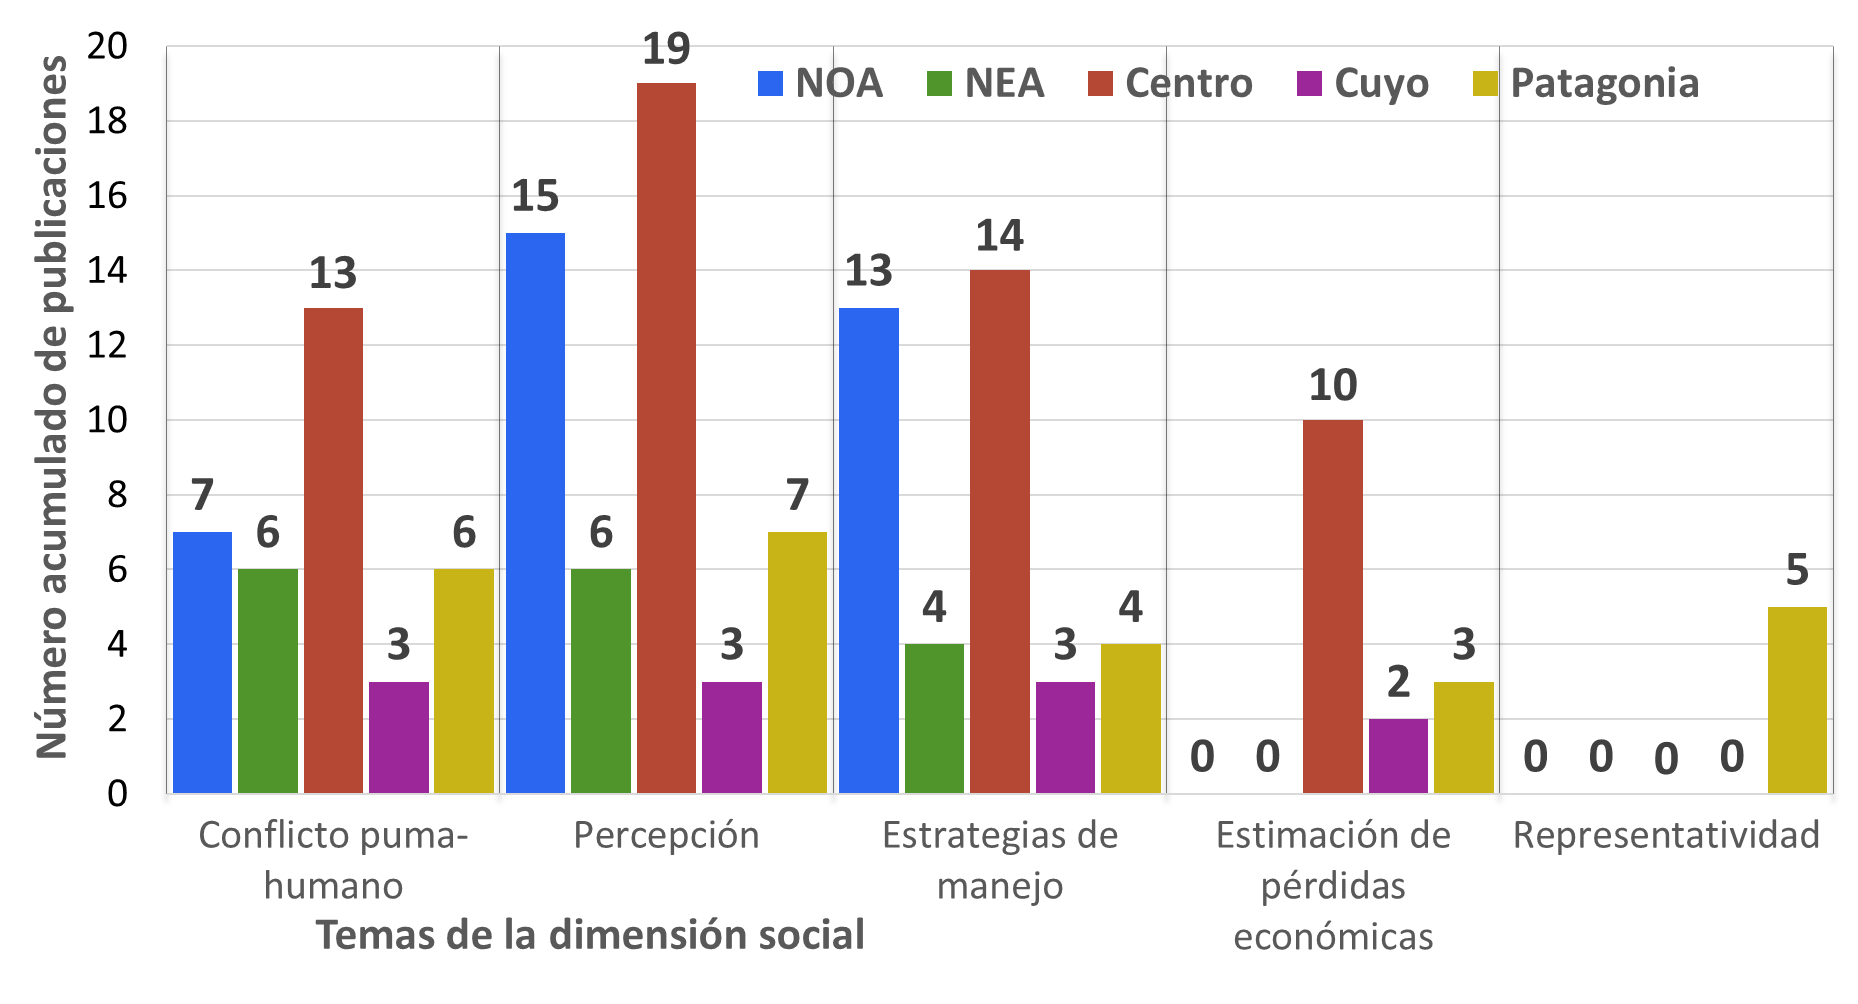 Número acumulado de publicaciones
20
18
16
14
12
10
8
6
4
2
0
NOA NEA Centro Cuyo Patagonia
7 6 13 3 6
15 6 19 3 7
13 4 14 3 4
0 0 10 2 3
0 0 0 0 5
Conflicto puma-
humano
Percepción
Estrategias de
manejo
Estimación de
pérdidas
económicas
Representatividad
Temas de la dimensión social